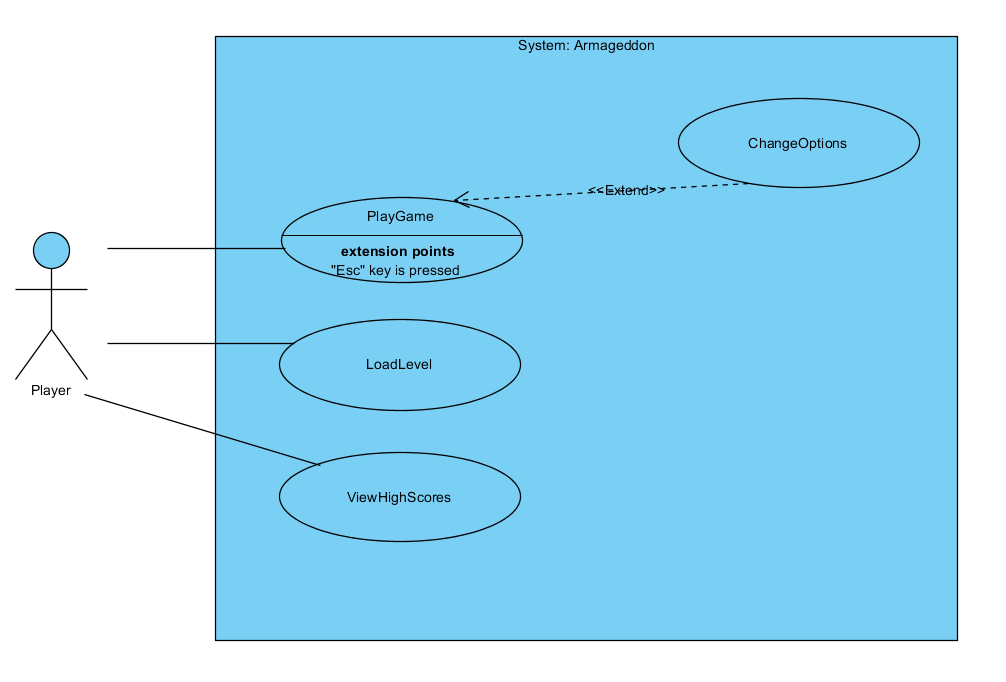 System: Armageddon
ChangeOptions
<<Extend>>
PlayGame
extension points
"Esc" key is pressed
LoadLevel
Player
ViewHighScores